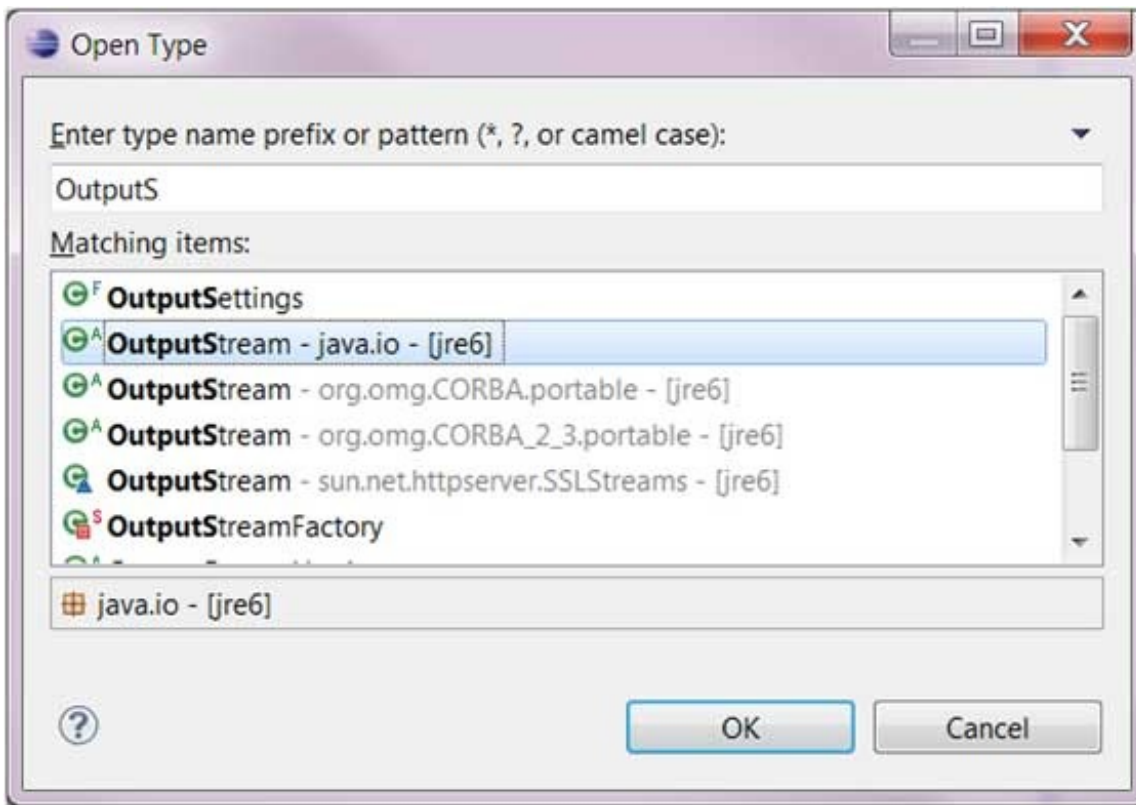 Open Type
Enter type name prefix or pattern (*, ?, or camel case):
OutputS
Matching items:
F OutputSettings
A OutputStream - java.io - [jre6]
A OutputStream - org.omg.CORBA.portable - [jre6]
A OutputStream - org.omg.CORBA_2_3.portable - [jre6]
OutputStream - sun.net.httpserver.SSLStreams - [jre6]
S OutputStreamFactory
java.io - [jre6]
?
OK
Cancel